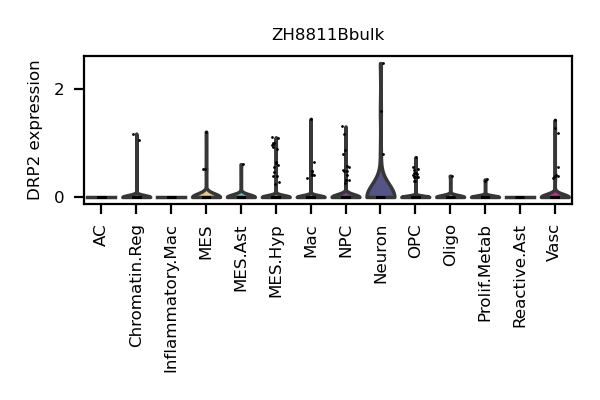 ZH8811Bbulk
DRP2 expression
2
0
AC
Chromatin.Reg
Inflammatory.Mac
MES
MES.Ast
MES.Hyp
Mac
NPC
Neuron
OPC
Oligo
Prolif.Metab
Reactive.Ast
Vasc